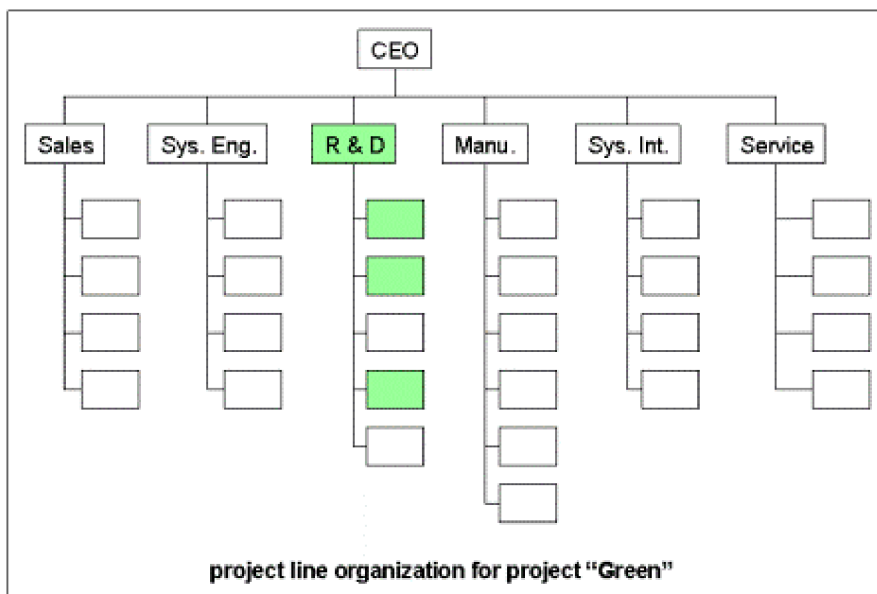 CEO
Sales
Sys. Eng.
R & D
Manu.
Sys. Int.
Service
project line organization for project “Green”